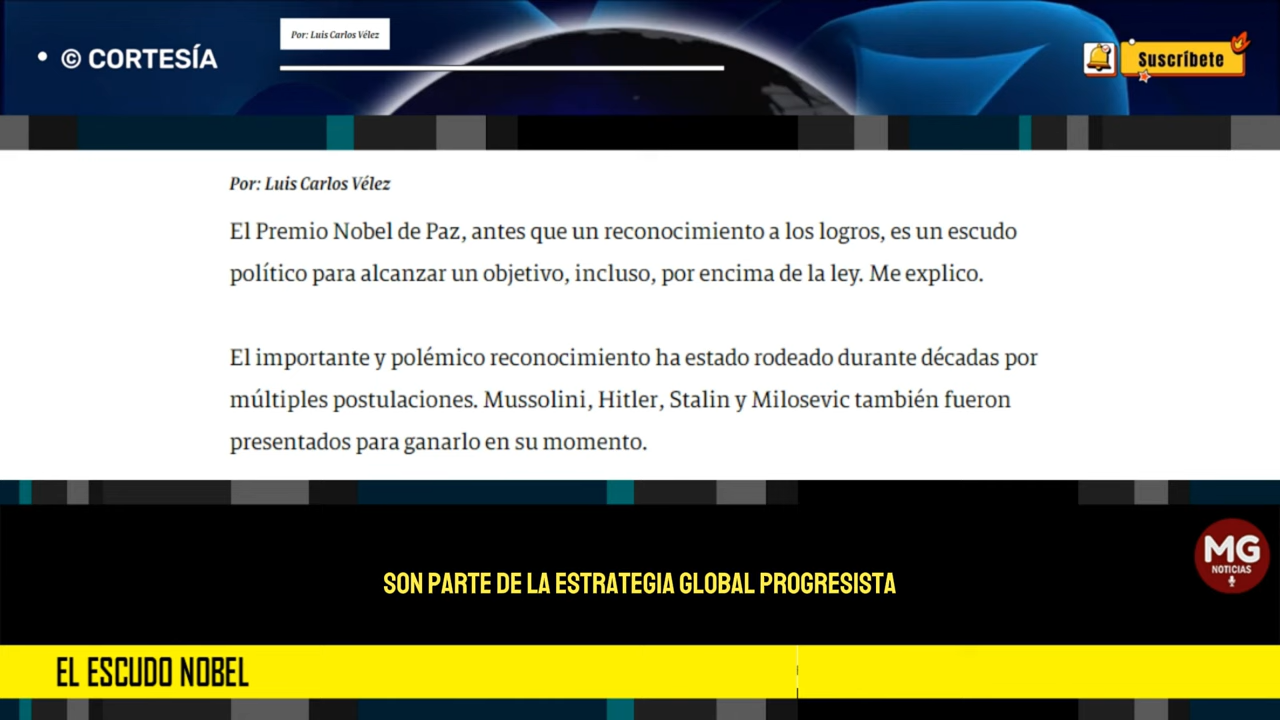 • © CORTESÍA
Por: Luis Carlos Vélez
Suscríbete
Por: Luis Carlos Vélez
El Premio Nobel de Paz, antes que un reconocimiento a los logros, es un escudo
político para alcanzar un objetivo, incluso, por encima de la ley. Me explico.
El importante y polémico reconocimiento ha estado rodeado durante décadas por
múltiples postulaciones. Mussolini, Hitler, Stalin y Milosevic también fueron
presentados para ganarlo en su momento.
MG
NOTICIAS
SON PARTE DE LA ESTRATEGIA GLOBAL PROGRESISTA
EL ESCUDO NOBEL